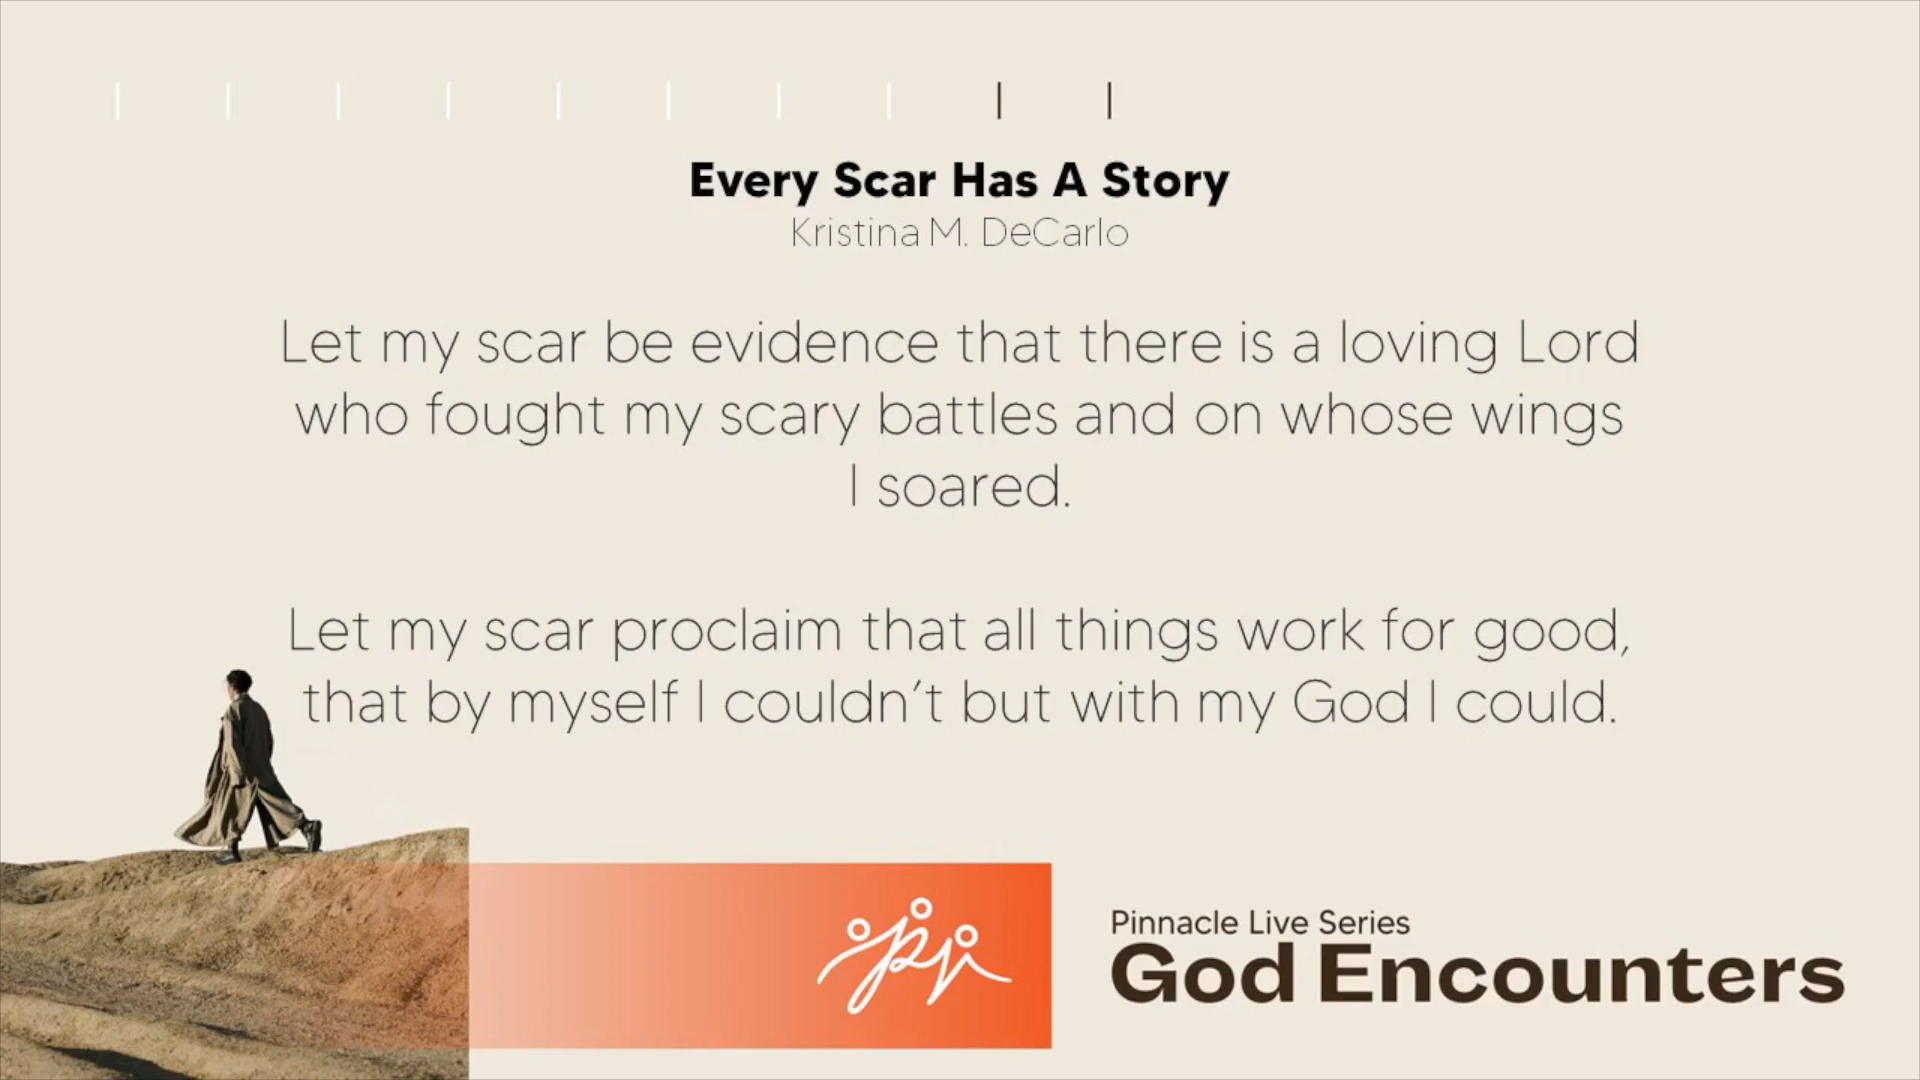 Every Scar Has A Story
Kristina M. DeCarlo
Let my scar be evidence that there is a loving Lord
who fought my scary battles and on whose wings
I soared.
Let my scar proclaim that all things work for good,
that by myself I couldn't but with my God I could.
Pinnacle Live Series
God Encounters